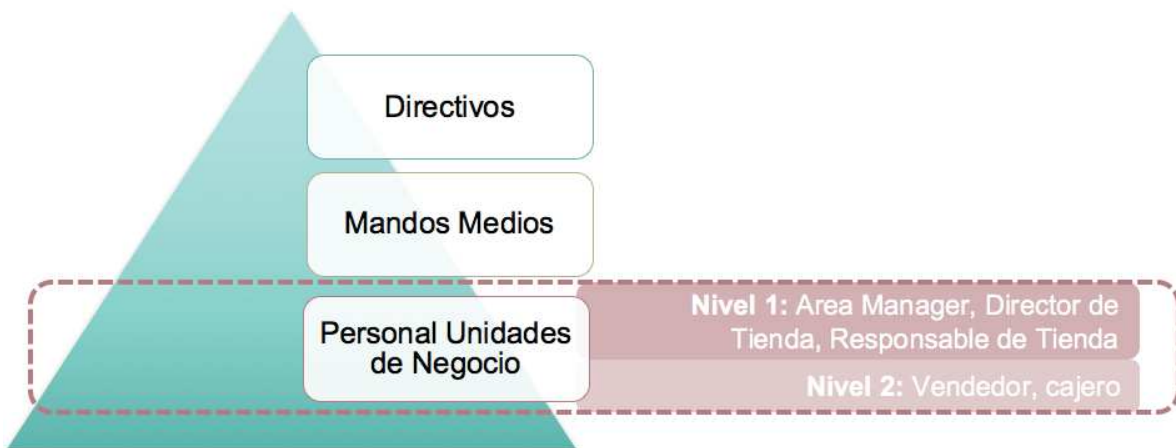 Directivos
Mandos Medios
Personal Unidades
de Negocio
Nivel 1: Area Manager, Director de
Tienda, Responsable de Tienda
Nivel 2: Vendedor, cajero